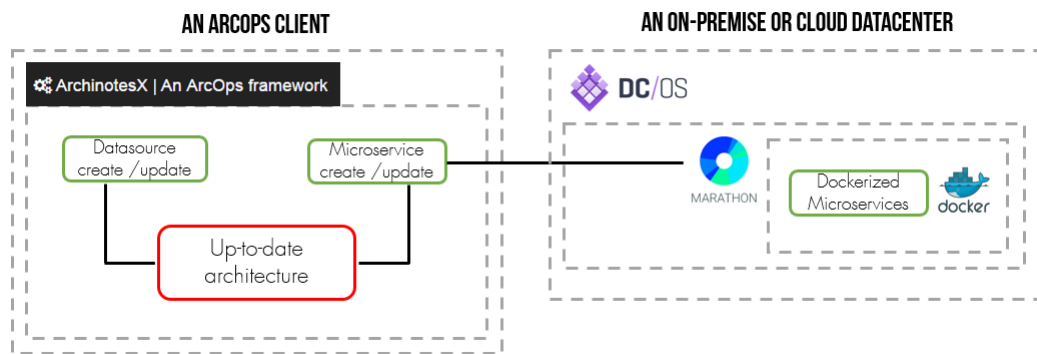 AN ARCOPS CLIENT
AN ON-PREMISE OR CLOUD DATACENTER
ArchinotesX | An ArcOps framework
Datasource
create /update
Microservice
create /update
Up-to-date
architecture
DC/OS
MARATHON
Dockerized
Microservices
docker